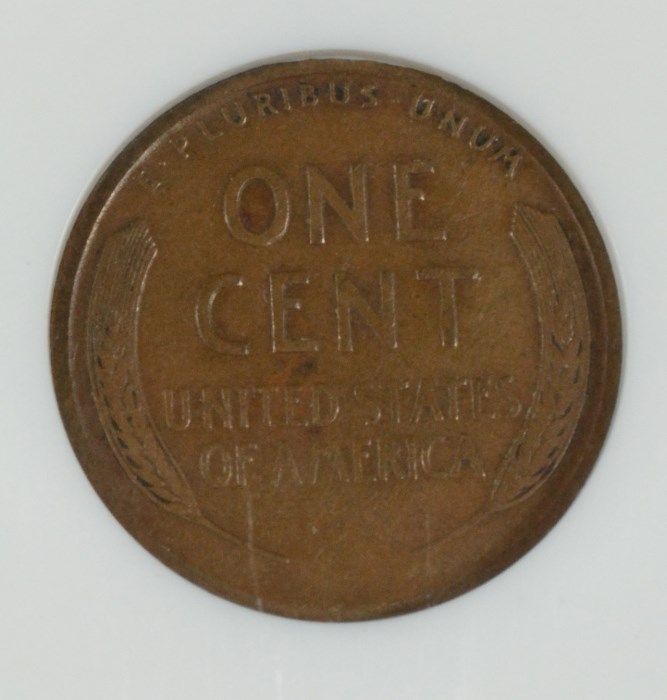 E·PLURIBUS·UNUM
ONE
CENT
UNITED STATES
OF AMERICA